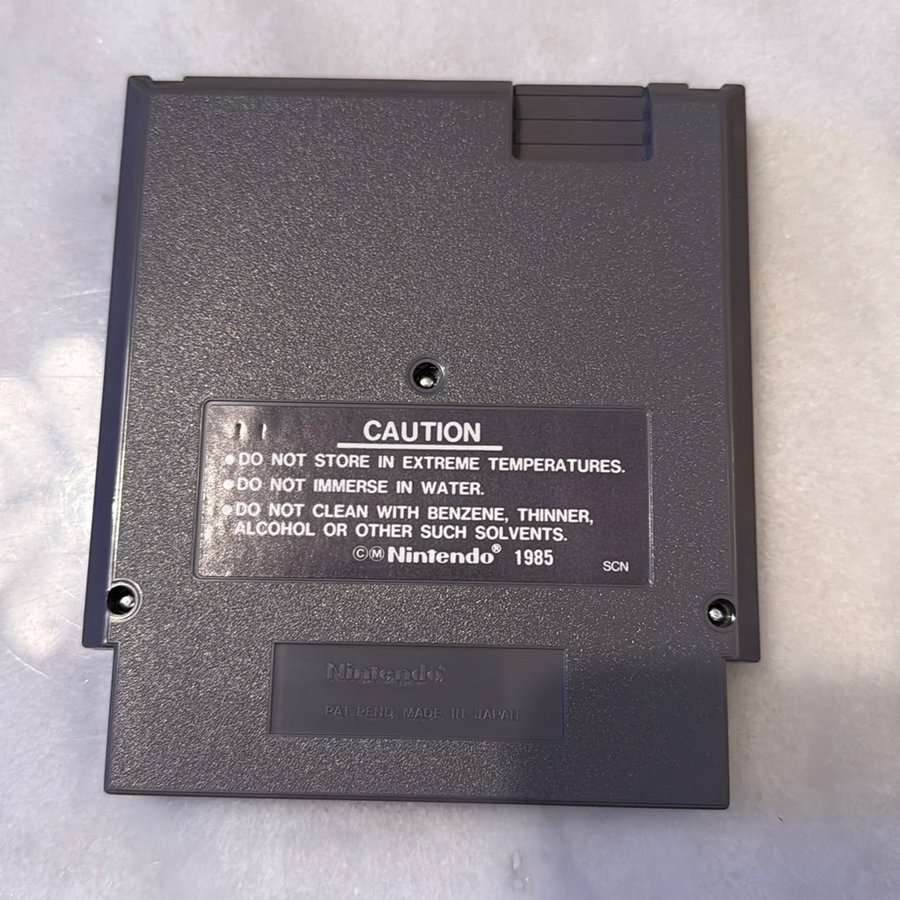 11
CAUTION
• DO NOT STORE IN EXTREME TEMPERATURES.
• DO NOT IMMERSE IN WATER.
• DO NOT CLEAN WITH BENZENE, THINNER,
ALCOHOL OR OTHER SUCH SOLVENTS.
©Ⓜ Nintendo® 1985
SCN
Nintendo®
PAT. PEND. MADE IN JAPAN